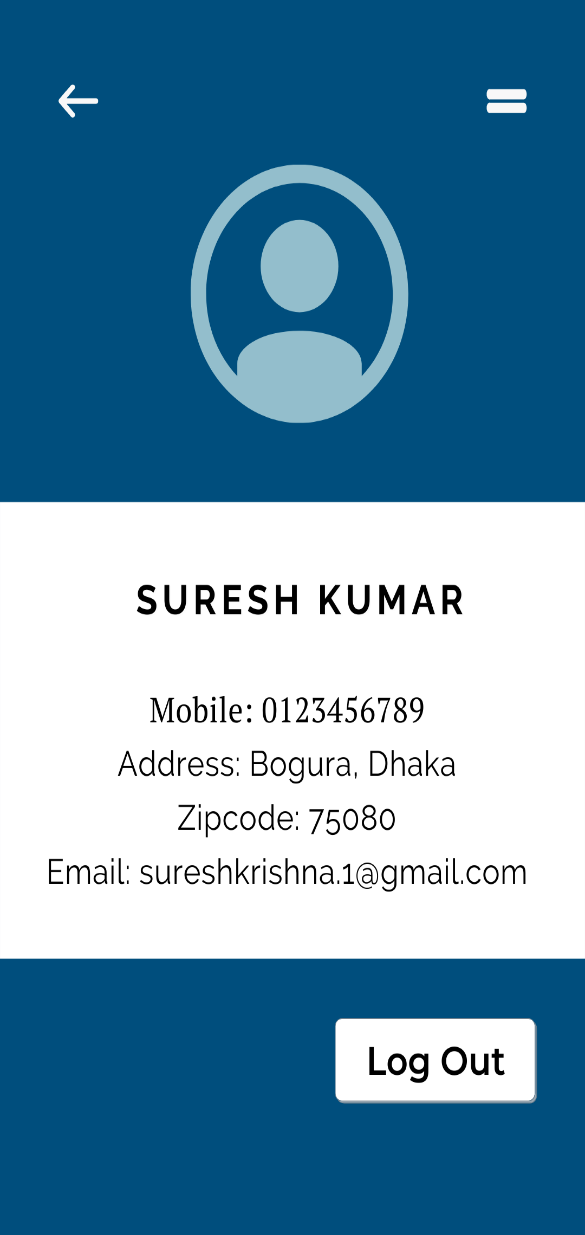 SURESH KUMAR
Mobile: 0123456789
Address: Bogura, Dhaka
Zipcode: 75080
Email: sureshkrishna.1@gmail.com
Log Out